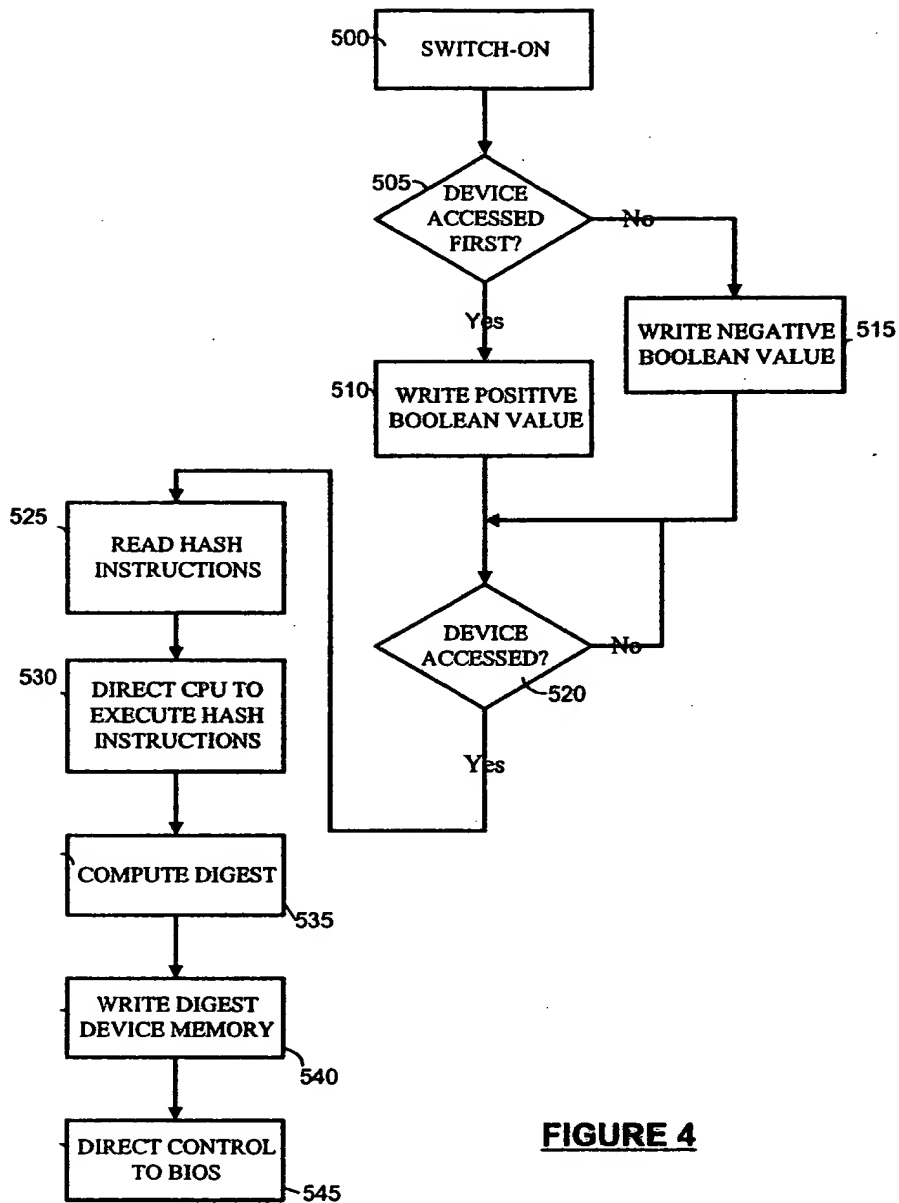 500
SWITCH-ON
505
DEVICE
ACCESSED
FIRST?
No
Yes
WRITE NEGATIVE
BOOLEAN VALUE
515
510
WRITE POSITIVE
BOOLEAN VALUE
525
READ HASH
INSTRUCTIONS
DEVICE
ACCESSED?
No
520
Yes
530
DIRECT CPU TO
EXECUTE HASH
INSTRUCTIONS
COMPUTE DIGEST
535
WRITE DIGEST
DEVICE MEMORY
540
DIRECT CONTROL
TO BIOS
545
FIGURE 4